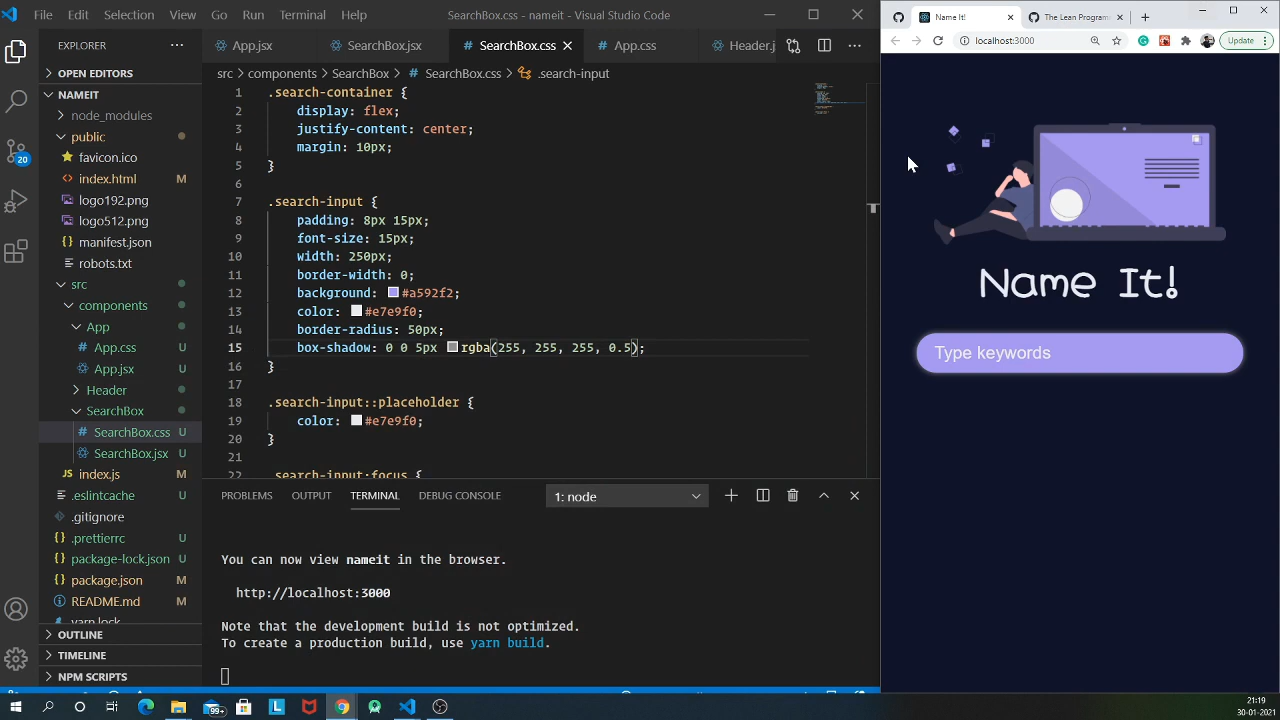 File Edit Selection View Go Run Terminal Help SearchBox.css - nameit - Visual Studio Code
EXPLORER
OPEN EDITORS
NAMEIT
node_modules
public
favicon.ico
index.html M
logo192.png
logo512.png
manifest.json
robots.txt
src
components
App
App.css U
App.jsx U
Header
SearchBox
SearchBox.css U
SearchBox.jsx U
index.js M
.eslintcache U
.gitignore
.prettierrc U
package-lock.json U
package.json M
README.md M
yarn.lock
OUTLINE
TIMELINE
NPM SCRIPTS
20
App.jsx SearchBox.jsx # SearchBox.css # App.css Header.j
src > components > SearchBox > # SearchBox.css > .search-input
1 .search-container {
2 display: flex;
3 justify-content: center;
4 margin: 10px;
5 }
6
7 .search-input {
8 padding: 8px 15px;
9 font-size: 15px;
10 width: 250px;
11 border-width: 0;
12 background: #a592f2;
13 color: #e7e9f0;
14 border-radius: 50px;
15 box-shadow: 0 0 5px rgba(255, 255, 255, 0.5);
16 }
17
18 .search-input::placeholder {
19 color: #e7e9f0;
20 }
21
22 .search-input:focus {
PROBLEMS OUTPUT TERMINAL DEBUG CONSOLE 1: node
You can now view nameit in the browser.
http://localhost:3000
Note that the development build is not optimized.
To create a production build, use yarn build.
Name It! The Lean Program
localhost:3000 Update
Name It!
Type keywords
99+
21:19
30-01-2021